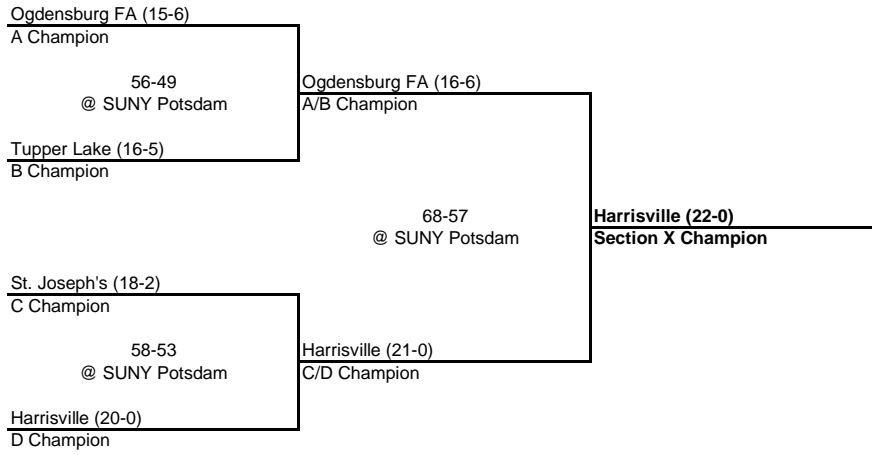 Ogdensburg FA (15-6)
A Champion
56-49
@ SUNY Potsdam
Ogdensburg FA (16-6)
A/B Champion
Tupper Lake (16-5)
B Champion
68-57
@ SUNY Potsdam
Harrisville (22-0)
Section X Champion
St. Joseph's (18-2)
C Champion
58-53
@ SUNY Potsdam
Harrisville (21-0)
C/D Champion
Harrisville (20-0)
D Champion